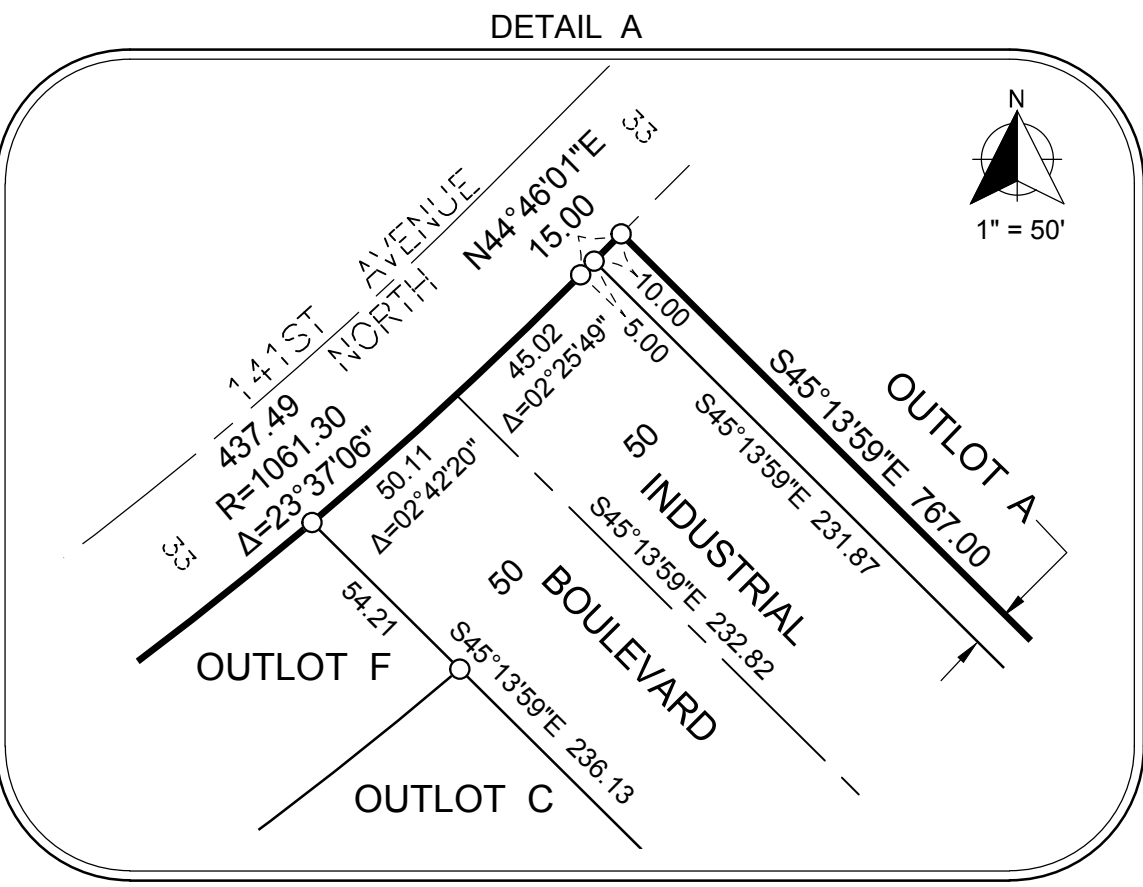 DETAIL A
N
1" = 50'
33
141ST AVENUE
NORTH
N44°46'01"E
15.00
10.00
5.00
45.02
Δ=02°25'49"
437.49
R=1061.30
Δ=23°37'06"
50.11
Δ=02°42'20"
33
S45°13'59"E 767.00
OUTLOT A
S45°13'59"E 231.87
50
INDUSTRIAL
S45°13'59"E 232.82
50
BOULEVARD
54.21
S45°13'59"E 236.13
OUTLOT F
OUTLOT C